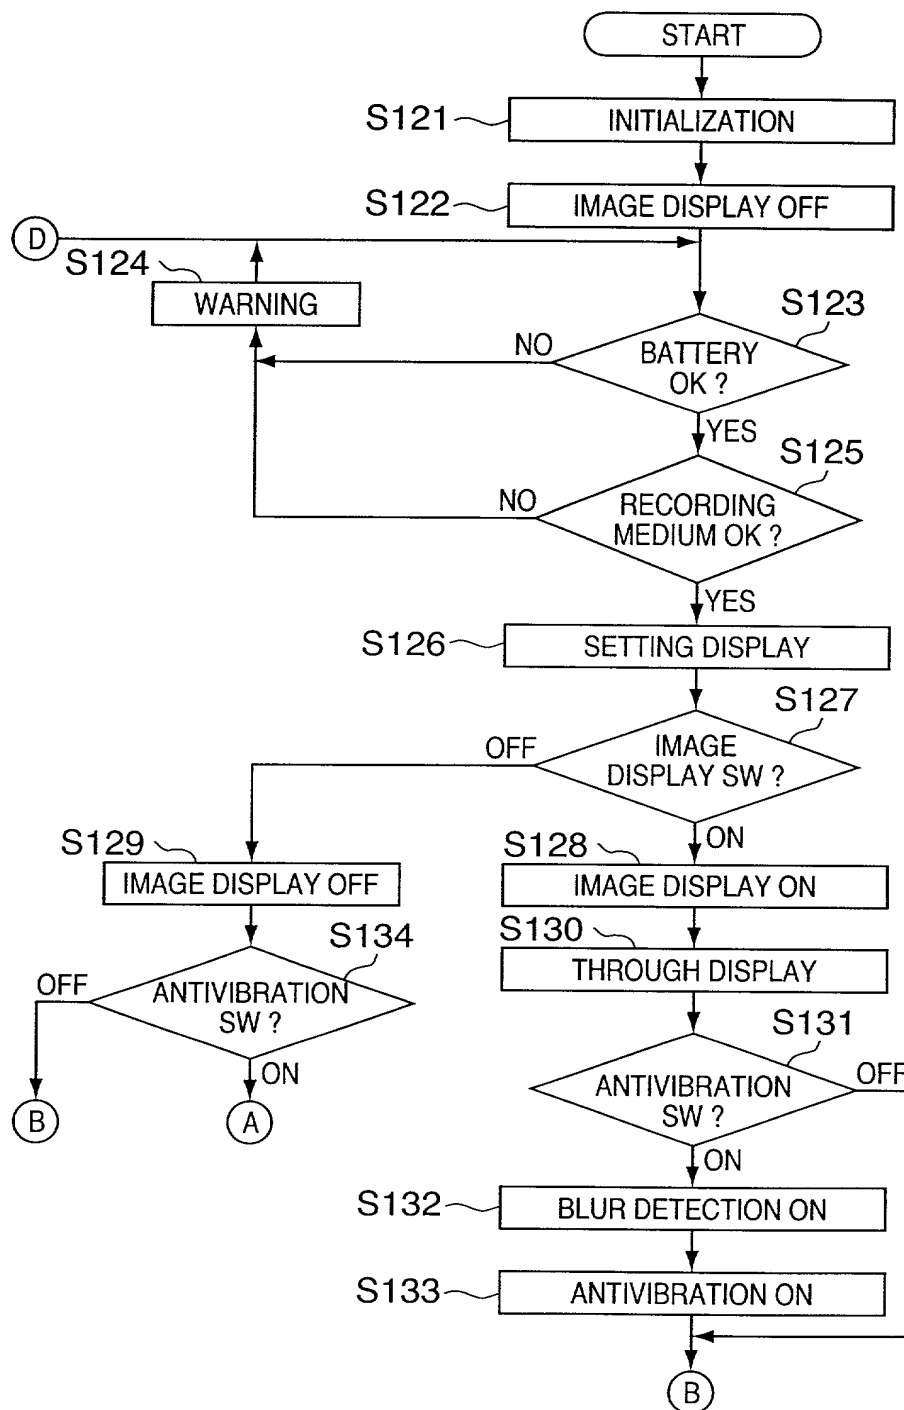 START
S121
INITIALIZATION
S122
IMAGE DISPLAY OFF
D
S124
WARNING
S123
NO
BATTERY
OK ?
YES
S125
NO
RECORDING
MEDIUM OK ?
YES
S126
SETTING DISPLAY
S127
OFF
IMAGE
DISPLAY SW ?
ON
S129
S128
IMAGE DISPLAY OFF
IMAGE DISPLAY ON
S134
S130
OFF
ANTIVIBRATION
SW ?
THROUGH DISPLAY
ON
S131
B
A
ANTIVIBRATION
SW ?
OFF
ON
S132
BLUR DETECTION ON
S133
ANTIVIBRATION ON
B